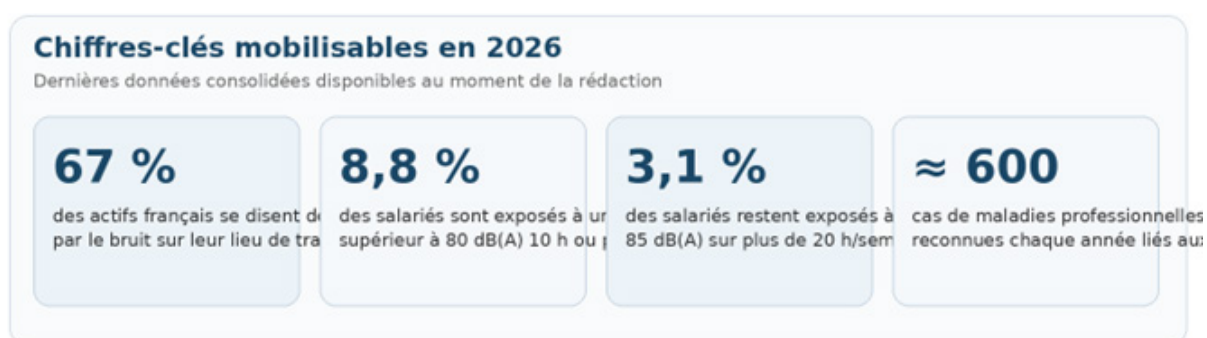 Chiffres-clés mobilisables en 2026
Dernières données consolidées disponibles au moment de la rédaction
67 %
des actifs français se disent
par le bruit sur leur lieu de
8,8 %
des salariés sont exposés à
supérieur à 80 dB(A) 10 h ou
3,1 %
des salariés restent exposés à
85 dB(A) sur plus de 20 h/sem
≈ 600
cas de maladies professionnelles
reconnues chaque année liés